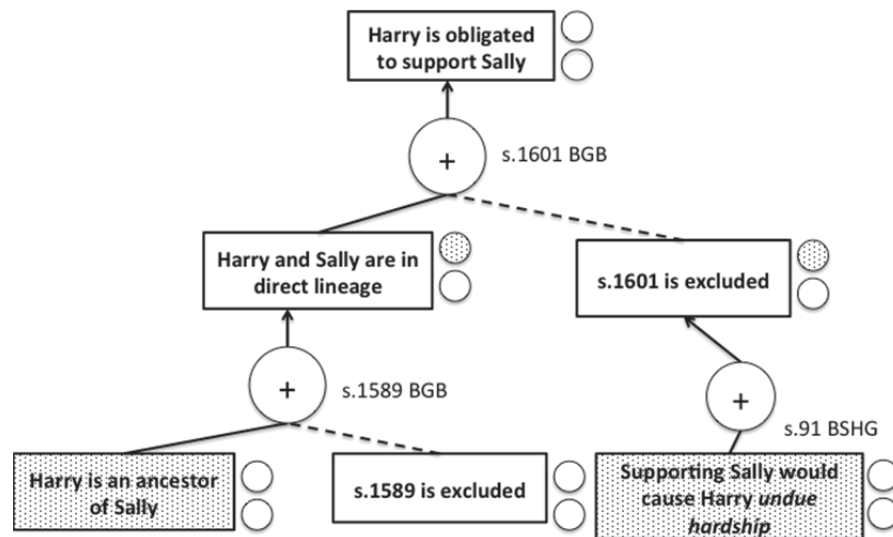 Harry is obligated
to support Sally
+
s.1601 BGB
Harry and Sally are in
direct lineage
s.1601 is excluded
+
s.1589 BGB
+
s.91 BSHG
Harry is an ancestor
of Sally
s.1589 is excluded
Supporting Sally would
cause Harry undue
hardship